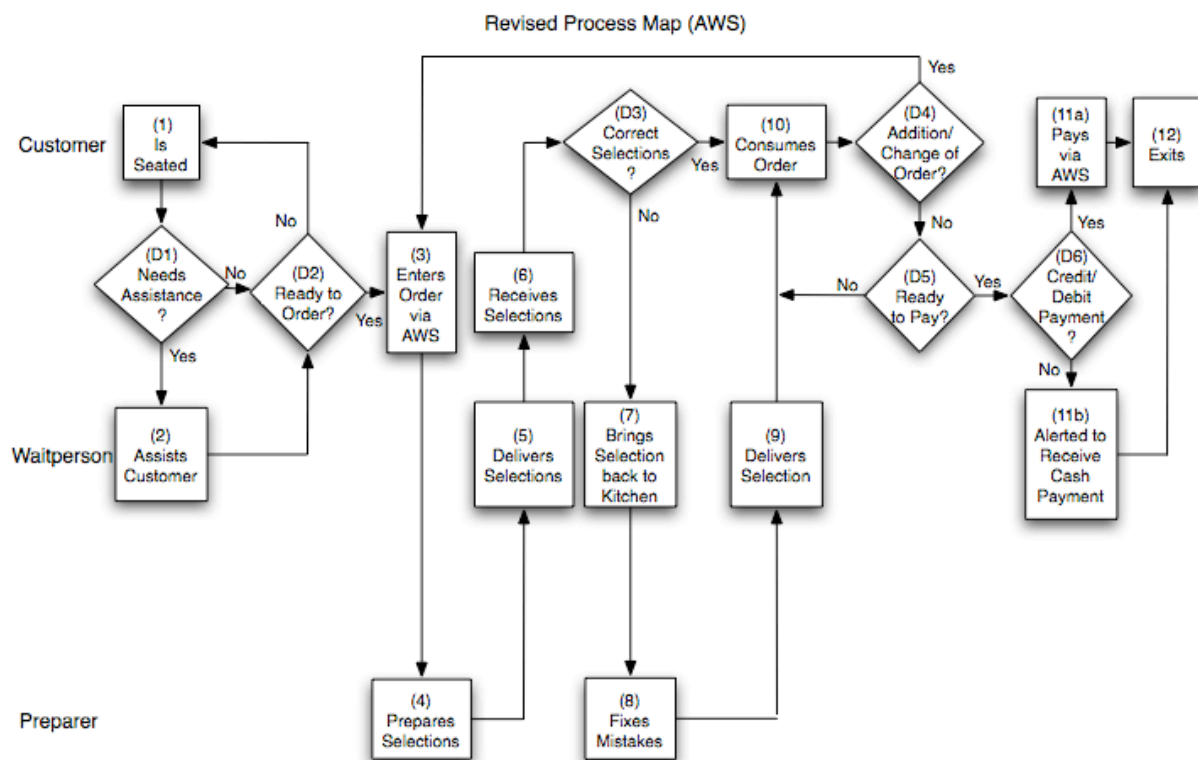 Revised Process Map (AWS)
Customer
(1)
Is
Seated
(D1)
Needs
Assistance
?
No
Yes
(2)
Assists
Customer
No
(D2)
Ready to
Order?
Yes
(3)
Enters
Order
via
AWS
(4)
Prepares
Selections
(5)
Delivers
Selections
(6)
Receives
Selections
(D3)
Correct
Selections
?
Yes
No
(7)
Brings
Selection
back to
Kitchen
(8)
Fixes
Mistakes
(9)
Delivers
Selection
(10)
Consumes
Order
Yes
(D4)
Addition/
Change of
Order?
No
(D5)
Ready
to Pay?
No
Yes
(D6)
Credit/
Debit
Payment
?
Yes
No
(11a)
Pays
via
AWS
(11b)
Alerted to
Receive
Cash
Payment
(12)
Exits
Waitperson
Preparer